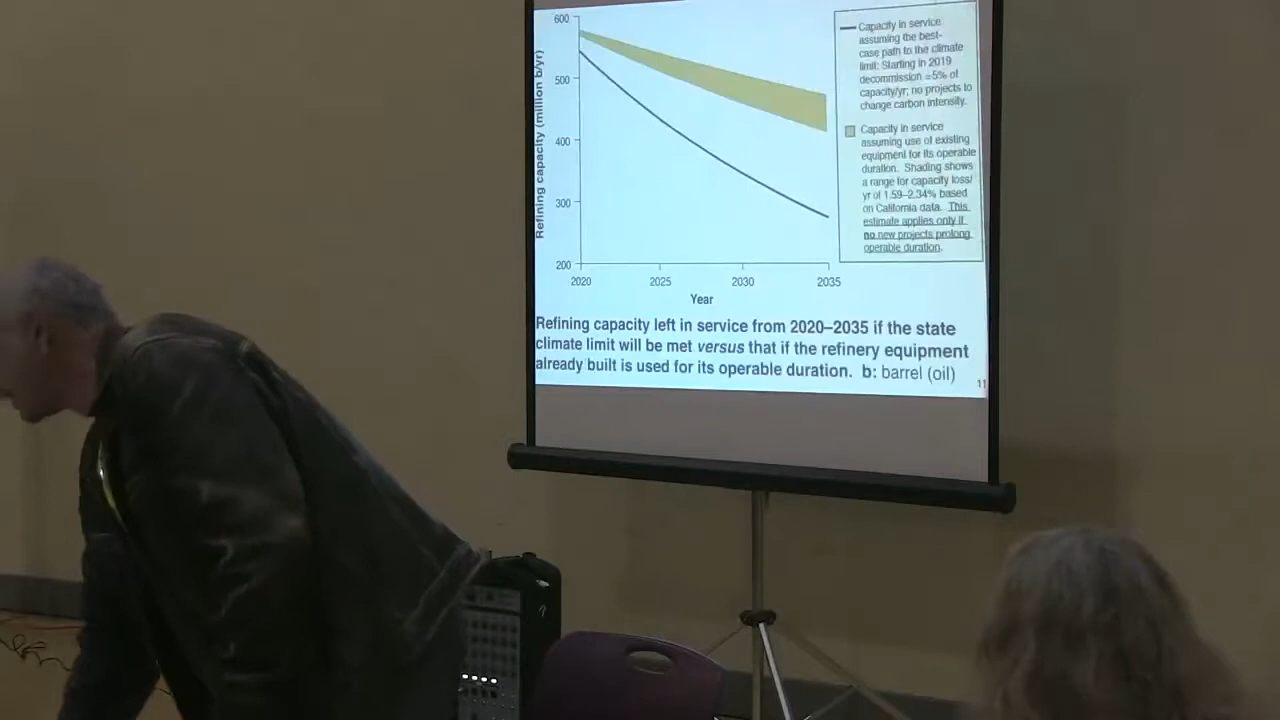 600
500
400
300
200
2020
2025
2030
2035
Year
Refining capacity (million b/yr)
Capacity in service
assuming the best-
case path to the climate
limit: Starting in 2019
decommission ≈5% of
capacity/yr; no projects to
change carbon intensity.
Capacity in service
assuming use of existing
equipment for its operable
duration. Shading shows
a range for capacity loss/
yr of 1.59–2.34% based
on California data. This
estimate applies only if
no new projects prolong
operable duration.
Refining capacity left in service from 2020–2035 if the state
climate limit will be met versus that if the refinery equipment
already built is used for its operable duration. b: barrel (oil)
11